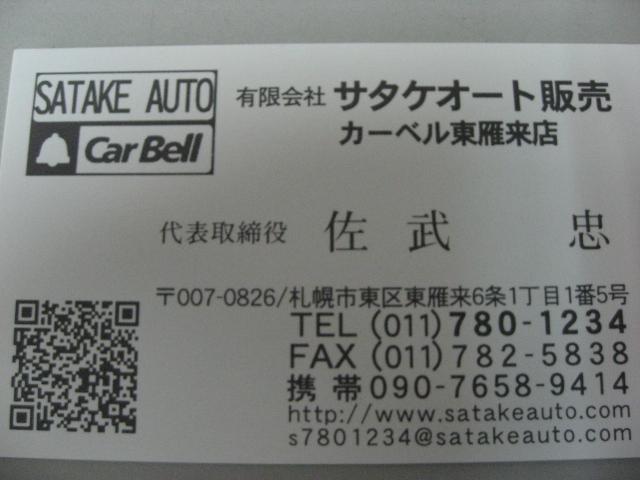 SATAKE AUTO
Car Bell
有限会社 サタケオート販売
カーベル東雁来店
代表取締役 佐武 忠
〒007-0826/札幌市東区東雁来6条1丁目1番5号
TEL (011) 780-1234
FAX (011) 782-5838
携帯 090-7658-9414
http://www.satakeauto.com
s7801234@satakeauto.com